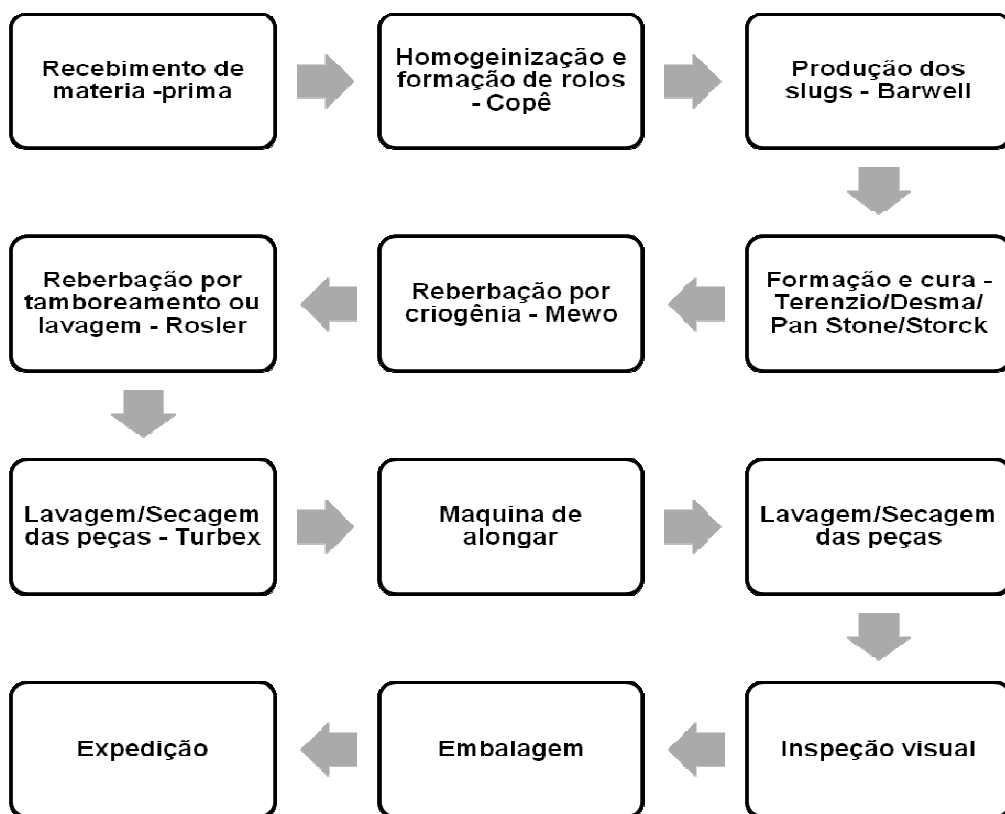 Recebimento de
materia -prima
Homogeinização e
formação de rolos
- Copê
Produção dos
slugs - Barwell
Formação e cura -
Terenzio/Desma/
Pan Stone/Storck
Reberbação por
criogênia - Mewo
Reberbação por
tamboreamento ou
lavagem - Rosler
Lavagem/Secagem
das peças - Turbex
Maquina de
alongar
Lavagem/Secagem
das peças
Inspeção visual
Embalagem
Expedição